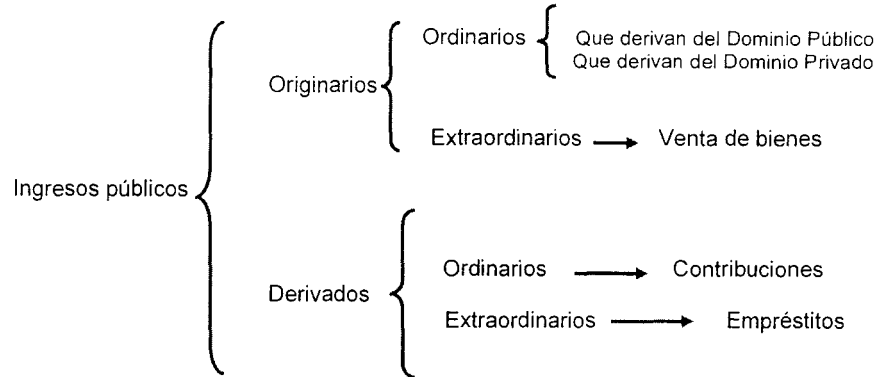 Ingresos públicos
Originarios
Ordinarios
Que derivan del Dominio Público
Que derivan del Dominio Privado
Extraordinarios
Venta de bienes
Derivados
Ordinarios
Contribuciones
Extraordinarios
Empréstitos